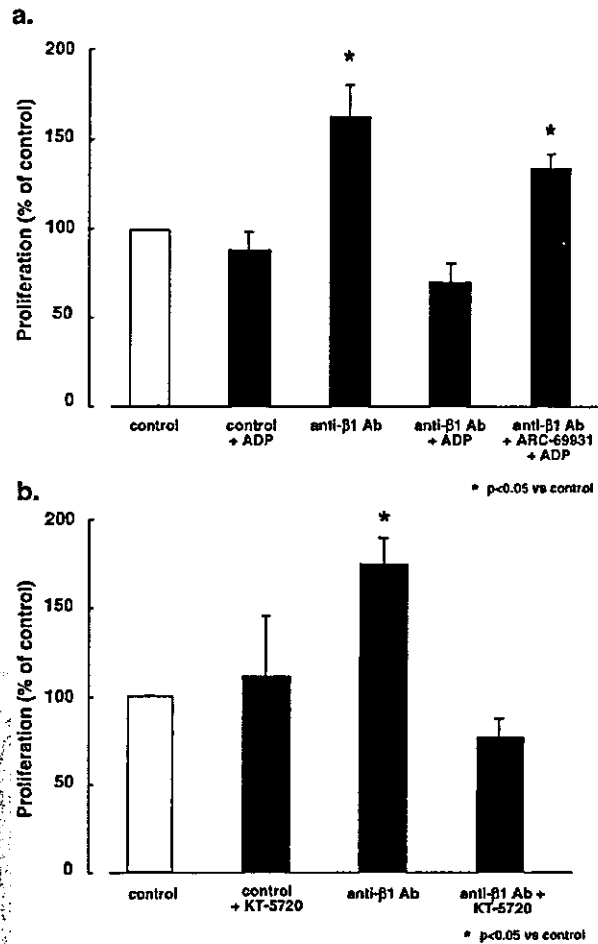 a.
Proliferation (% of control)
200
150
100
50
0
control
control
+ ADP
anti-β1 Ab
anti-β1 Ab
+ ADP
anti-β1 Ab
+ ARC-69931
+ ADP
*
*
* p<0.05 vs control
b.
Proliferation (% of control)
200
150
100
50
0
control
control
+ KT-5720
anti-β1 Ab
anti-β1 Ab +
KT-5720
*
* p<0.05 vs control